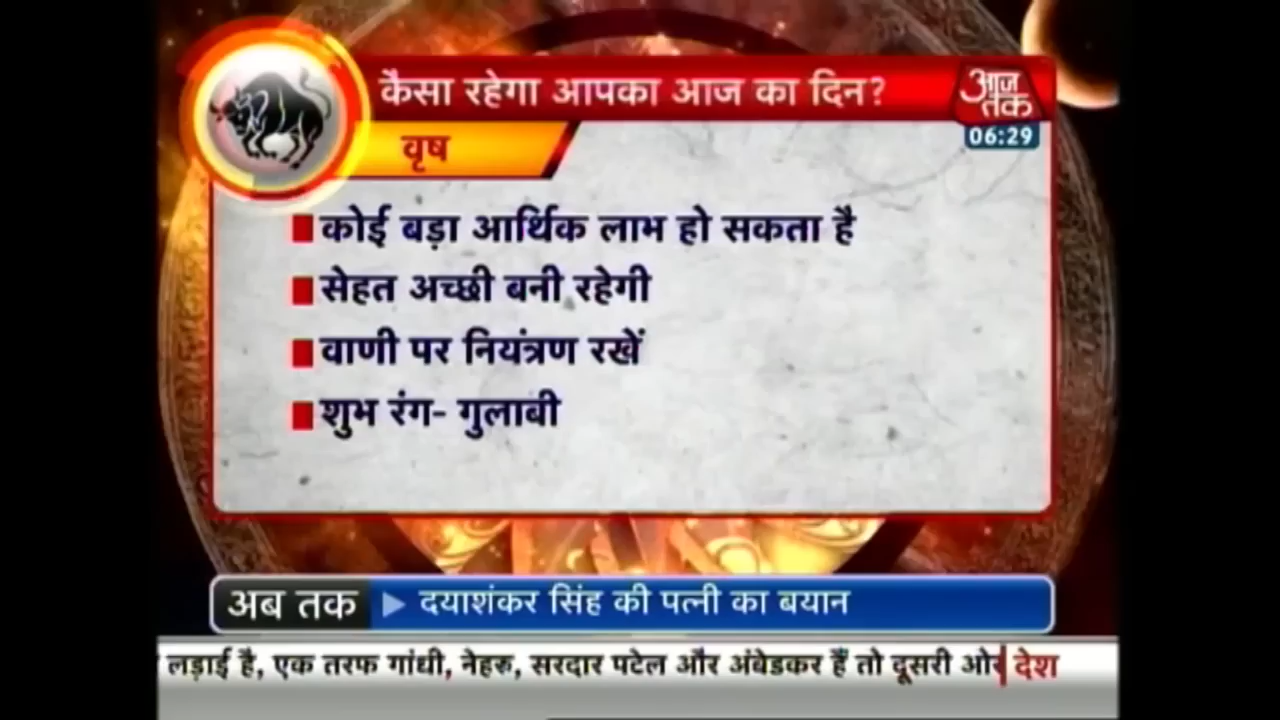 कैसा रहेगा आपका आज का दिन?
आज
तक
06:29
वृष
कोई बड़ा आर्थिक लाभ हो सकता है
सेहत अच्छी बनी रहेगी
वाणी पर नियंत्रण रखें
शुभ रंग- गुलाबी
अब तक
दयाशंकर सिंह की पत्नी का बयान
लड़ाई है, एक तरफ गांधी, नेहरु, सरदार पटेल और अंबेडकर हैं तो दूसरी ओर देश